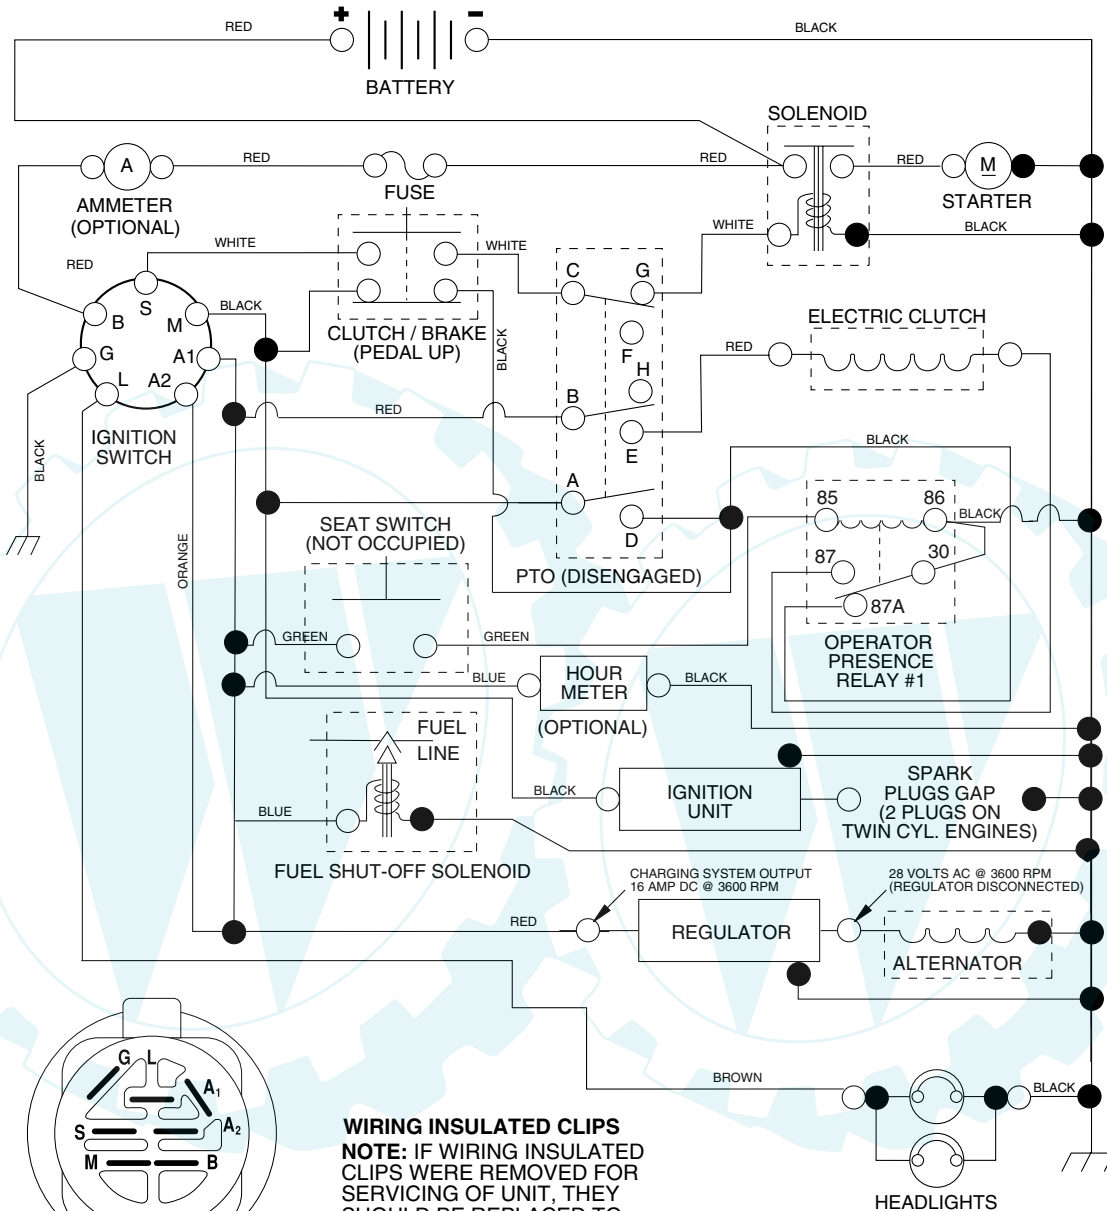 RED
+
-
BLACK
BATTERY
SOLENOID
A
RED
RED
RED
M
FUSE
STARTER
AMMETER
(OPTIONAL)
WHITE
BLACK
WHITE
WHITE
RED
C
G
S
B
M
BLACK
ELECTRIC CLUTCH
CLUTCH / BRAKE
(PEDAL UP)
BLACK
F
RED
G
A1
L
A2
H
B
RED
IGNITION
SWITCH
E
BLACK
BLACK
A
85
86
BLACK
SEAT SWITCH
(NOT OCCUPIED)
D
ORANGE
87
30
PTO (DISENGAGED)
87A
GREEN
GREEN
OPERATOR
PRESENCE
RELAY #1
BLUE
HOUR
METER
BLACK
(OPTIONAL)
FUEL
LINE
BLACK
IGNITION
UNIT
SPARK
PLUGS GAP
(2 PLUGS ON
TWIN CYL. ENGINES)
BLUE
FUEL SHUT-OFF SOLENOID
CHARGING SYSTEM OUTPUT
16 AMP DC @ 3600 RPM
28 VOLTS AC @ 3600 RPM
(REGULATOR DISCONNECTED)
RED
REGULATOR
ALTERNATOR
G L
A1
A2
S
M
B
BROWN
BLACK
HEADLIGHTS
WIRING INSULATED CLIPS
NOTE: IF WIRING INSULATED
CLIPS WERE REMOVED FOR
SERVICING OF UNIT, THEY
SHOULD BE REPLACED TO